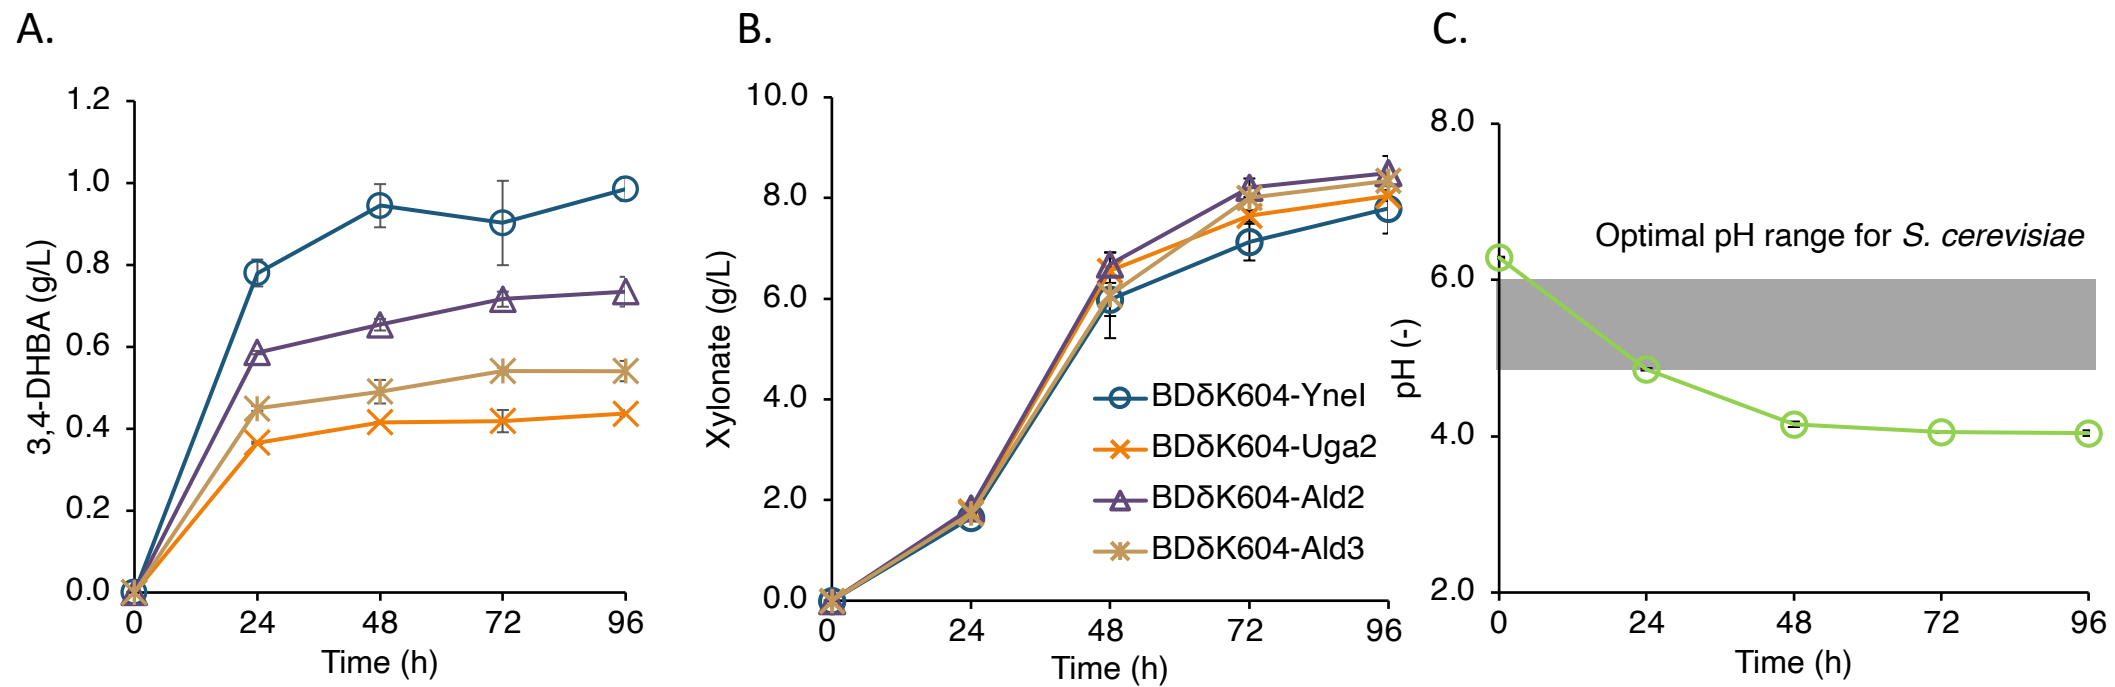 A.
1.2
1.0
0.8
0.6
0.4
0.2
0.0
3,4-DHBA (g/L)
0 24 48 72 96
Time (h)
B.
10.0
8.0
6.0
4.0
2.0
0.0
Xylonate (g/L)
BDδK604-YneI
BDδK604-Uga2
BDδK604-Ald2
BDδK604-Ald3
0 24 48 72 96
Time (h)
C.
8.0
6.0
4.0
2.0
pH (-)
Optimal pH range for S. cerevisiae
0 24 48 72 96
Time (h)